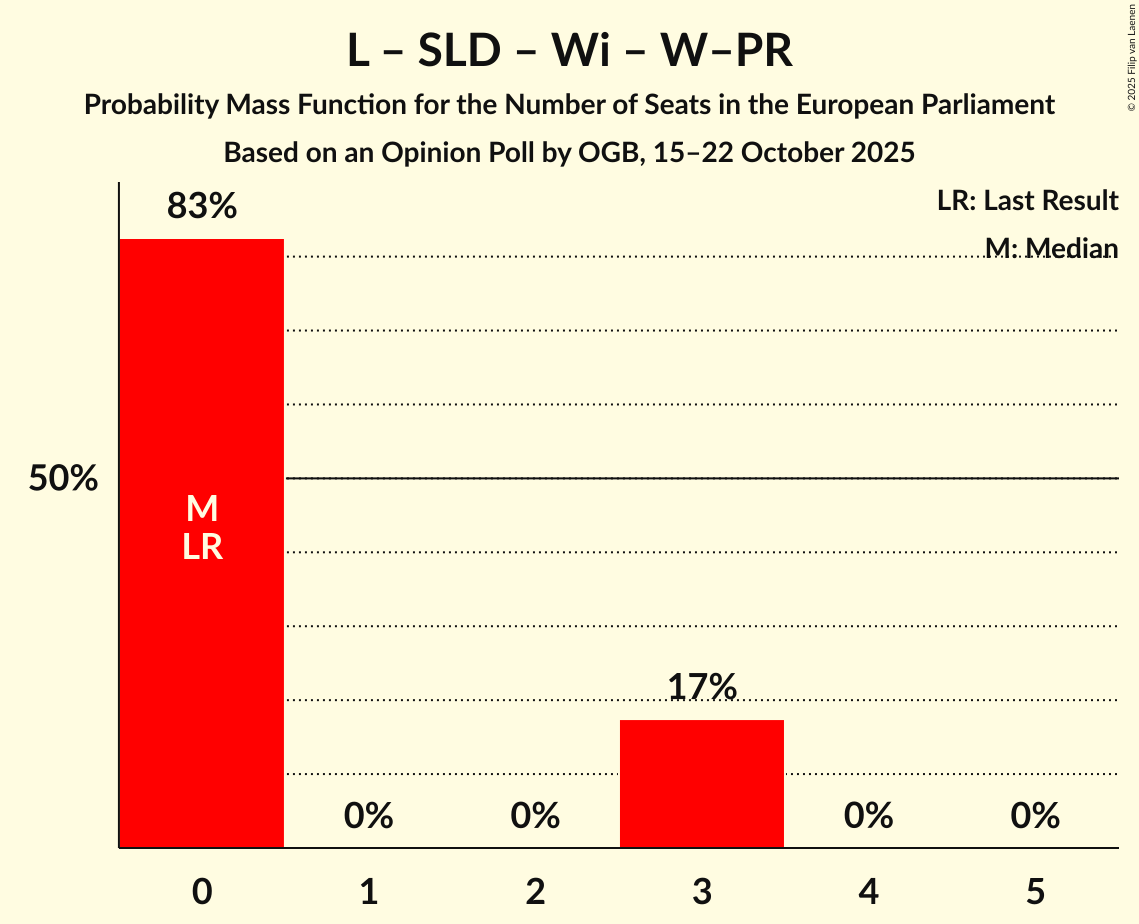 L – SLD – Wi – W–PR
Probability Mass Function for the Number of Seats in the European Parliament
Based on an Opinion Poll by OGB, 15–22 October 2025
© 2025 Filip van Laenen
LR: Last Result
M: Median
83%
50%
M
LR
17%
0%
0%
0%
0%
0
1
2
3
4
5